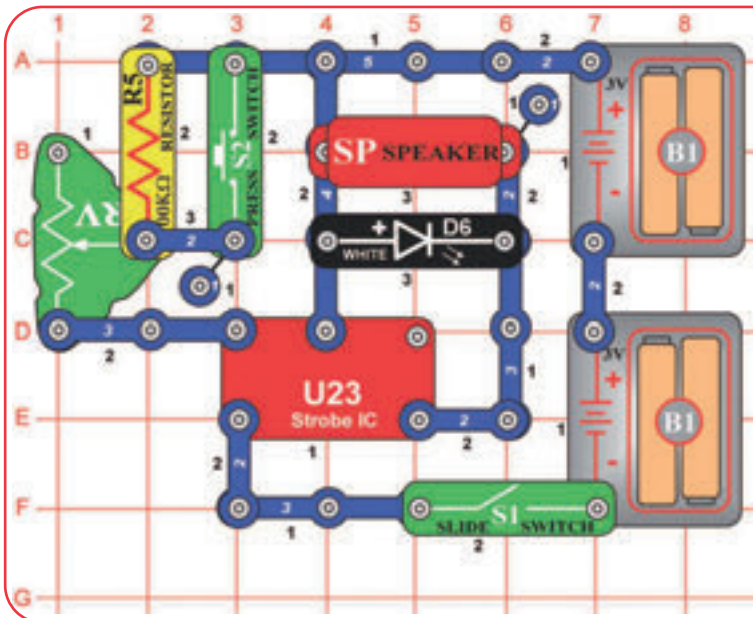 1 2 3 4 5 6 7 8
A
B
C
D
E
F
G
R5
RESISTOR
00KΩ
S2
PRESS SWITCH
RV
1
2
2
3
2
1
1
3
2
1
5
2
2
1
1
SP SPEAKER
3
2
4
2
2
+
D6
WHITE
3
U23
Strobe IC
1
3
1
2
2
2
2
3
1
S1
SLIDE SWITCH
2
3V
+
-
B1
1
2
2
3V
+
-
B1
1